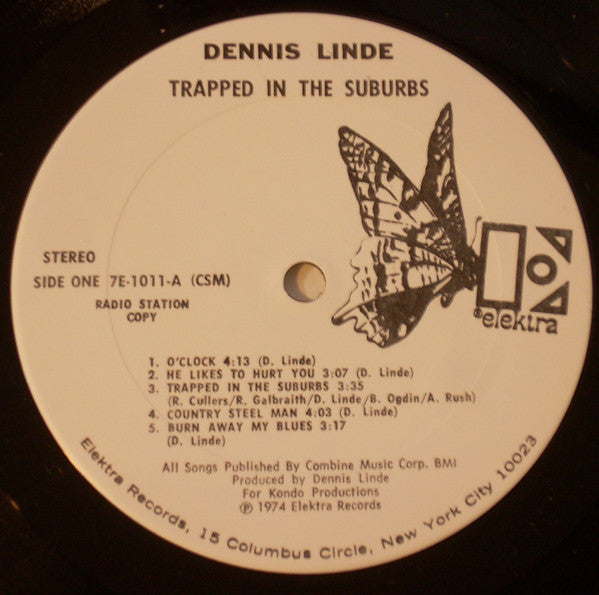 DENNIS LINDE
TRAPPED IN THE SUBURBS
STEREO
SIDE ONE 7E-1011-A (CSM)
RADIO STATION
COPY
elektra
1. O'CLOCK 4:13 (D. Linde)
2. HE LIKES TO HURT YOU 3:07 (D. Linde)
3. TRAPPED IN THE SUBURBS 3:35
(R. Cullers/R. Galbraith/D. Linde/B. Ogdin/A. Rush)
4. COUNTRY STEEL MAN 4:03 (D. Linde)
5. BURN AWAY MY BLUES 3:17
(D. Linde)
All Songs Published By Combine Music Corp. BMI
Produced by Dennis Linde
For Kondo Productions
℗ 1974 Elektra Records
Elektra Records, 15 Columbus Circle, New York City 10023